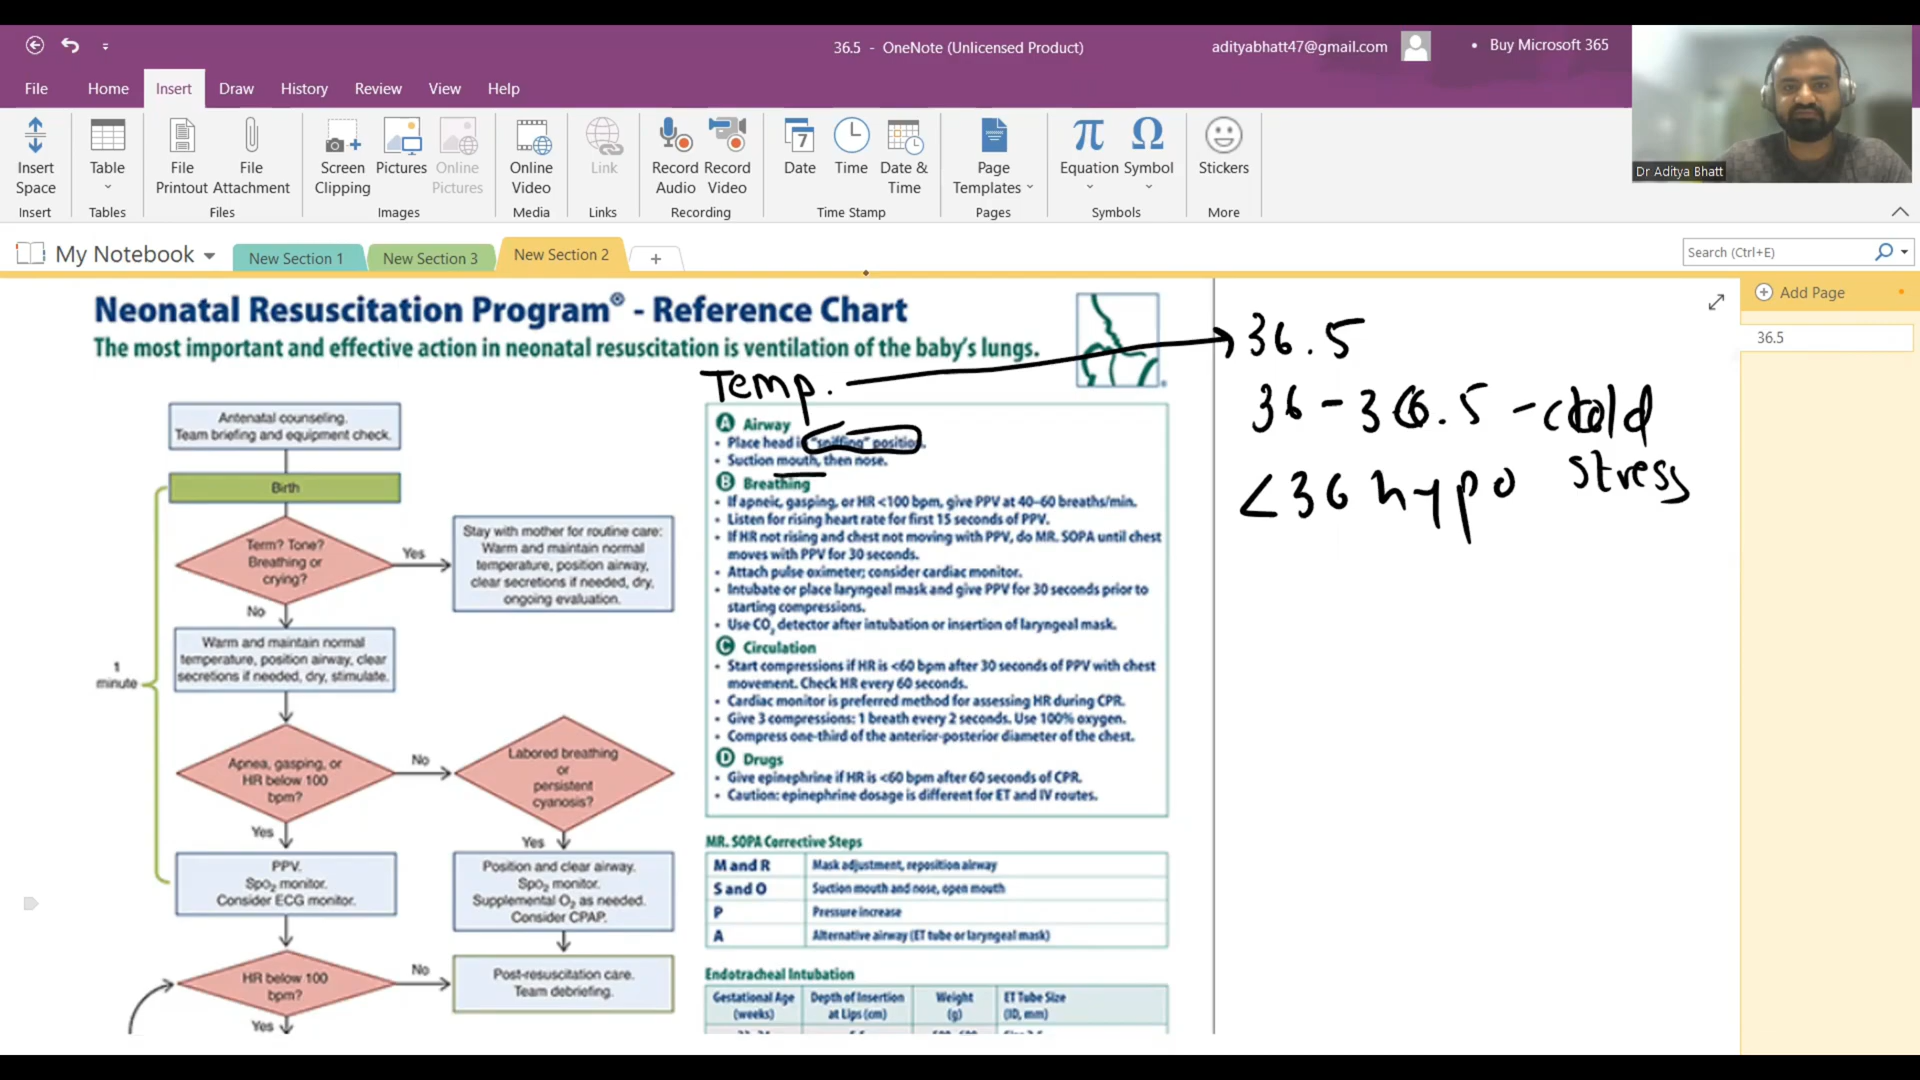 36.5 - OneNote (Unlicensed Product)
adityabhatt47@gmail.com
Buy Microsoft 365
File Home Insert Draw History Review View Help
Insert Space
Table
File Printout
File Attachment
Screen Clipping
Pictures
Online Pictures
Online Video
Link
Record Audio
Record Video
Date
Time
Date & Time
Page Templates
π Equation
Ω Symbol
Stickers
Insert Tables Files Images Media Links Recording Time Stamp Pages Symbols More
Dr Aditya Bhatt
My Notebook
New Section 1
New Section 3
New Section 2
+
Search (Ctrl+E)
Add Page
36.5
Neonatal Resuscitation Program® - Reference Chart
The most important and effective action in neonatal resuscitation is ventilation of the baby's lungs.
Antenatal counseling.
Team briefing and equipment check.
Birth
Term? Tone?
Breathing or
crying?
Yes
Stay with mother for routine care:
Warm and maintain normal
temperature, position airway,
clear secretions if needed, dry,
ongoing evaluation.
No
Warm and maintain normal
temperature, position airway, clear
secretions if needed, dry, stimulate.
1
minute
Apnea, gasping, or
HR below 100
bpm?
No
Labored breathing
or
persistent
cyanosis?
Yes
Yes
PPV.
SpO₂ monitor.
Consider ECG monitor.
Position and clear airway.
SpO₂ monitor.
Supplemental O₂ as needed.
Consider CPAP.
HR below 100
bpm?
No
Post-resuscitation care.
Team debriefing.
Yes
Temp.
A Airway
• Place head in "sniffing" position.
• Suction mouth, then nose.
B Breathing
• If apneic, gasping, or HR <100 bpm, give PPV at 40–60 breaths/min.
• Listen for rising heart rate for first 15 seconds of PPV.
• If HR not rising and chest not moving with PPV, do MR. SOPA until chest
moves with PPV for 30 seconds.
• Attach pulse oximeter; consider cardiac monitor.
• Intubate or place laryngeal mask and give PPV for 30 seconds prior to
starting compressions.
• Use CO₂ detector after intubation or insertion of laryngeal mask.
C Circulation
• Start compressions if HR is <60 bpm after 30 seconds of PPV with chest
movement. Check HR every 60 seconds.
• Cardiac monitor is preferred method for assessing HR during CPR.
• Give 3 compressions: 1 breath every 2 seconds. Use 100% oxygen.
• Compress one-third of the anterior-posterior diameter of the chest.
D Drugs
• Give epinephrine if HR is <60 bpm after 60 seconds of CPR.
• Caution: epinephrine dosage is different for ET and IV routes.
MR. SOPA Corrective Steps
M and R Mask adjustment, reposition airway
S and O Suction mouth and nose, open mouth
P Pressure increase
A Alternative airway (ET tube or laryngeal mask)
Endotracheal Intubation
Gestational Age (weeks)
Depth of Insertion at Lips (cm)
Weight (g)
ET Tube Size (ID, mm)
36.5
36 - 36.5 - cold
stress
<36 hypo